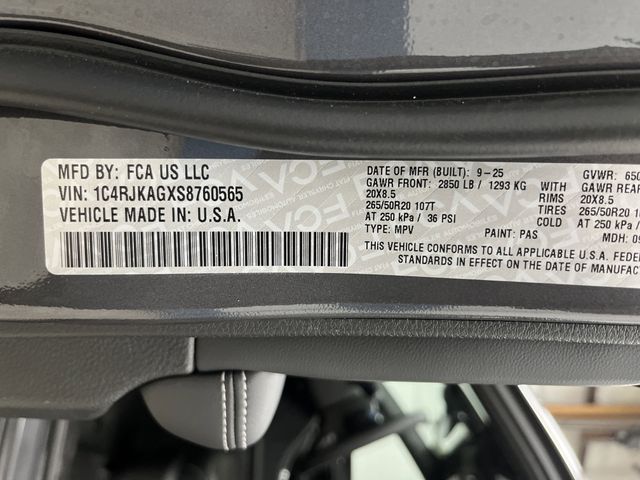 MFD BY: FCA US LLC
VIN: 1C4RJKAGXS8760565
VEHICLE MADE IN: U.S.A.
DATE OF MFR (BUILT): 9-25
GAWR FRONT: 2850 LB / 1293 KG
20X8.5
265/50R20 107T
AT 250 kPa / 36 PSI
TYPE: MPV
PAINT: PAS
GVWR: 650
WITH
RIMS 20X8.5
TIRES 265/50R20 10
COLD AT 250 kPa
MDH: 09
THIS VEHICLE CONFORMS TO ALL APPLICABLE U.S.A. FEDE
STANDARDS IN EFFECT ON THE DATE OF MANUFAC